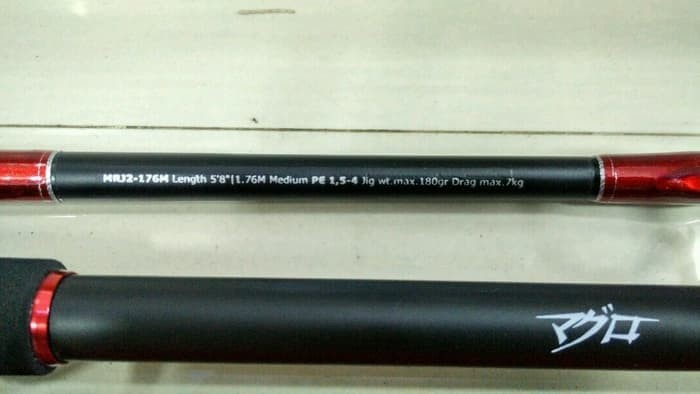 MRJ2-176M Length 5'8"|1.76M Medium PE 1,5-4 Jig wt.max.180gr Drag max.7kg
マグロ